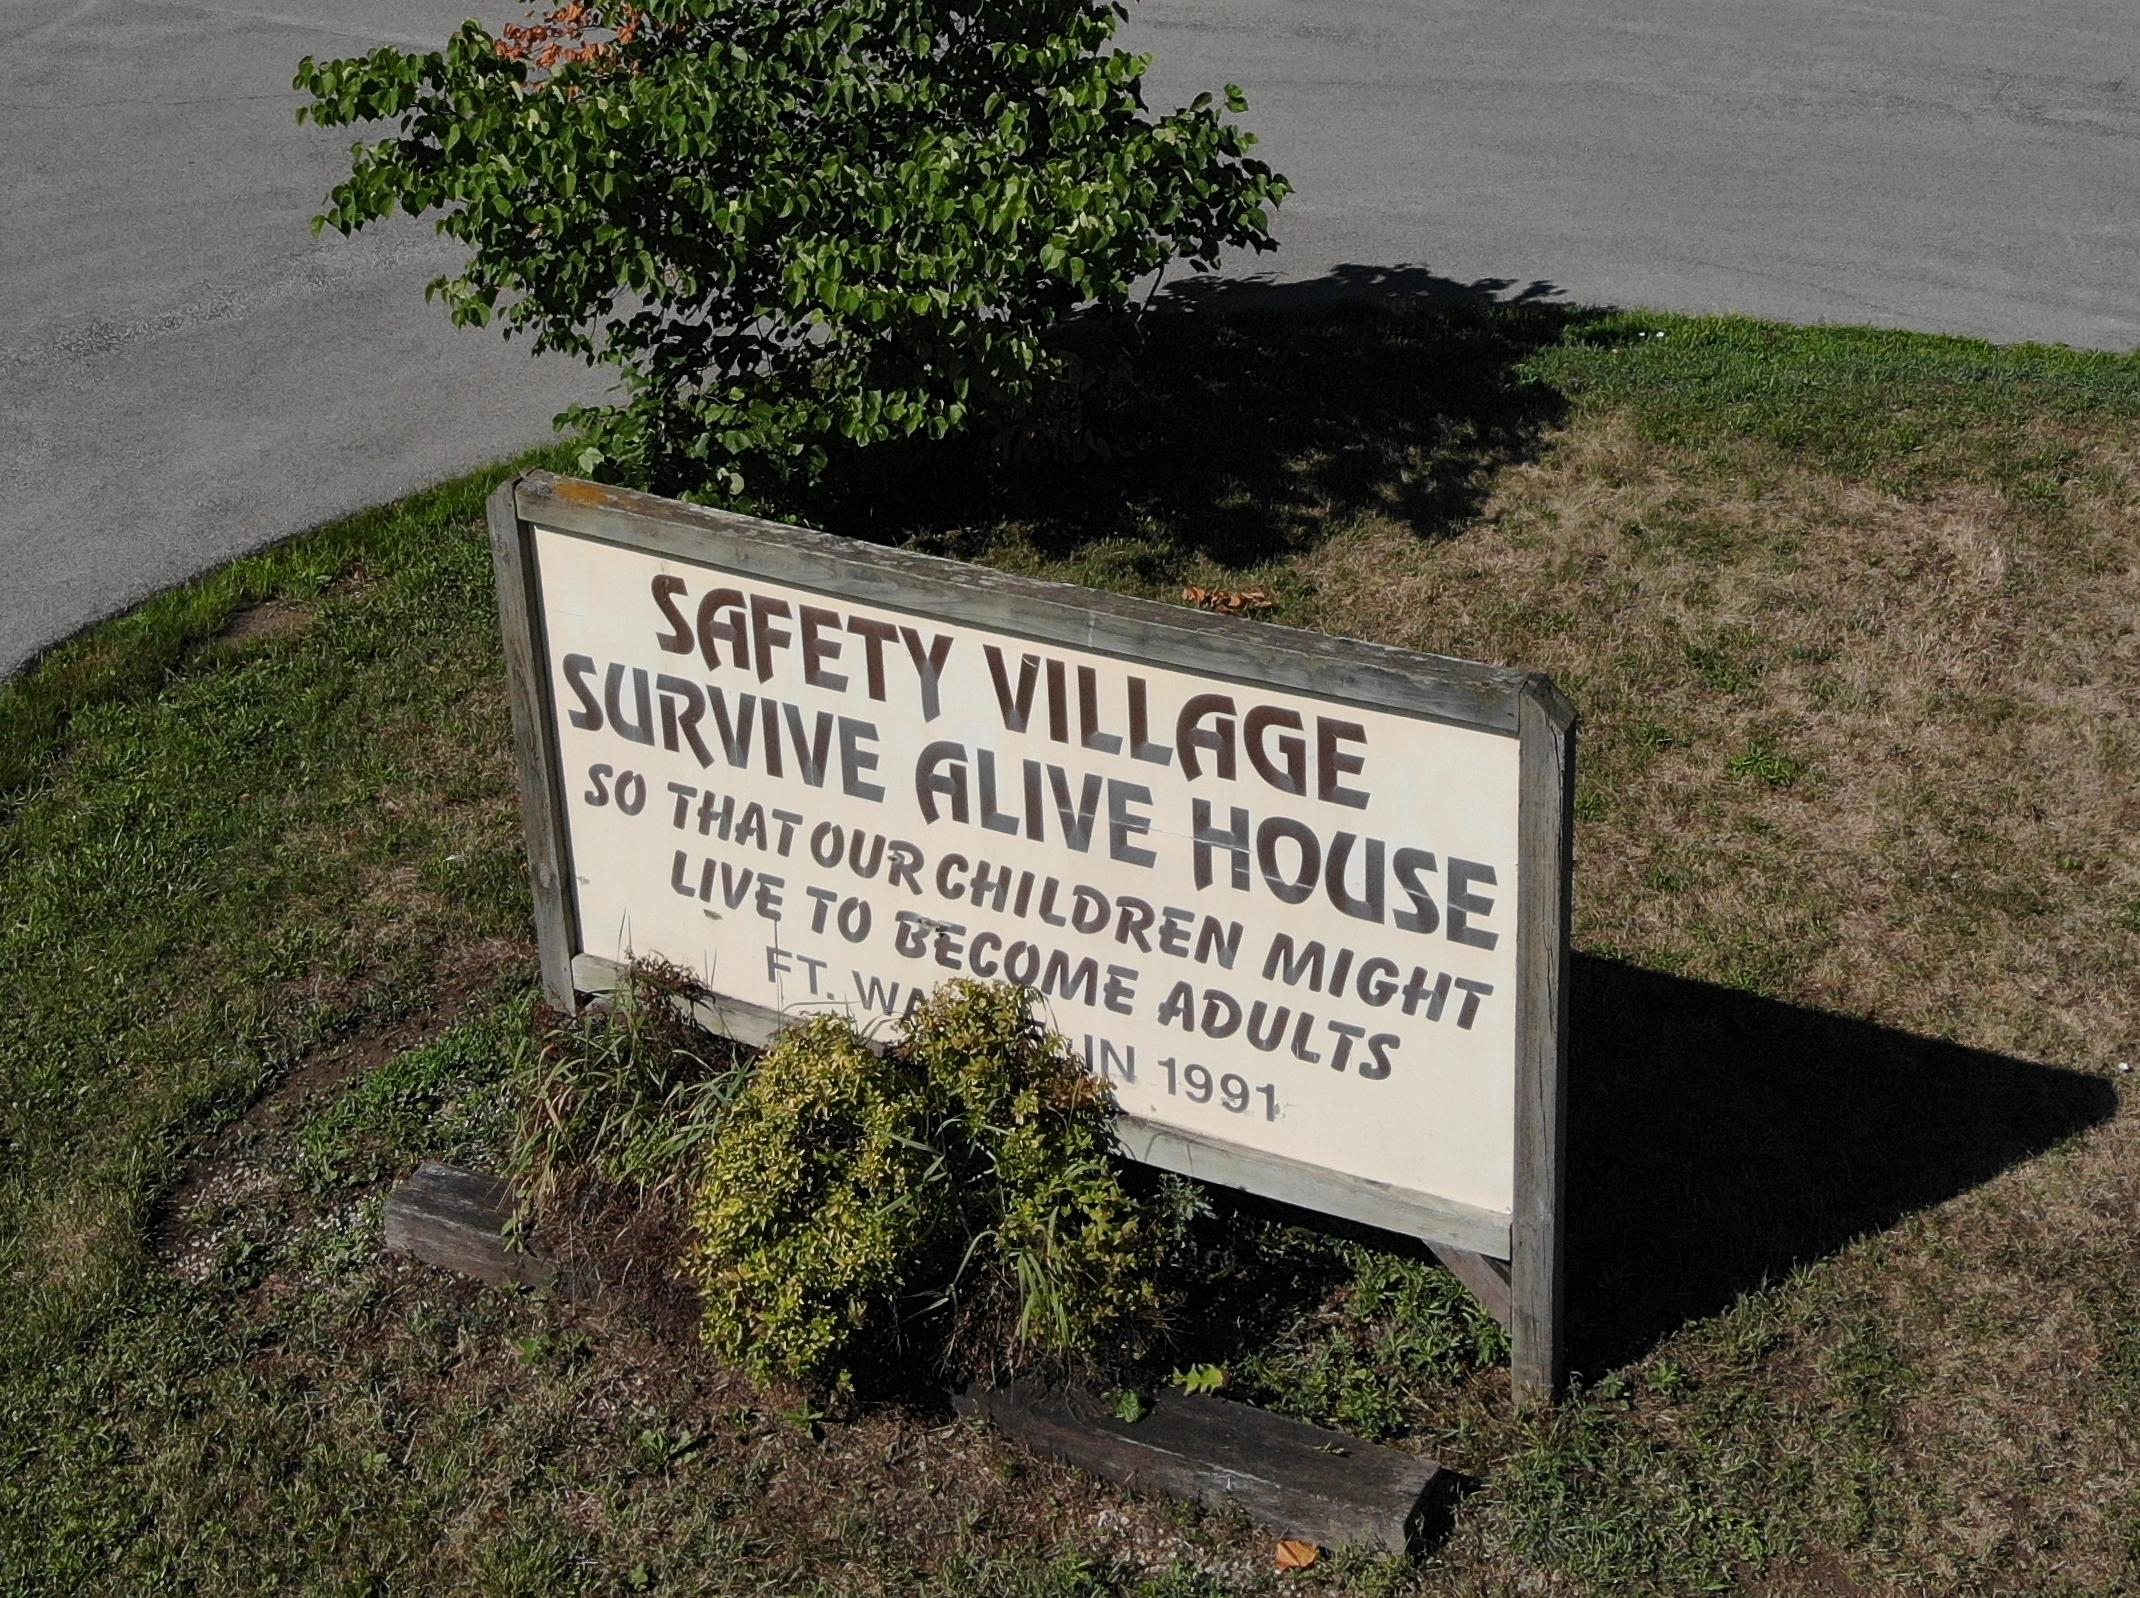 SAFETY VILLAGE
SURVIVE ALIVE HOUSE
SO THAT OUR CHILDREN MIGHT
LIVE TO BECOME ADULTS
FT. IN 1991